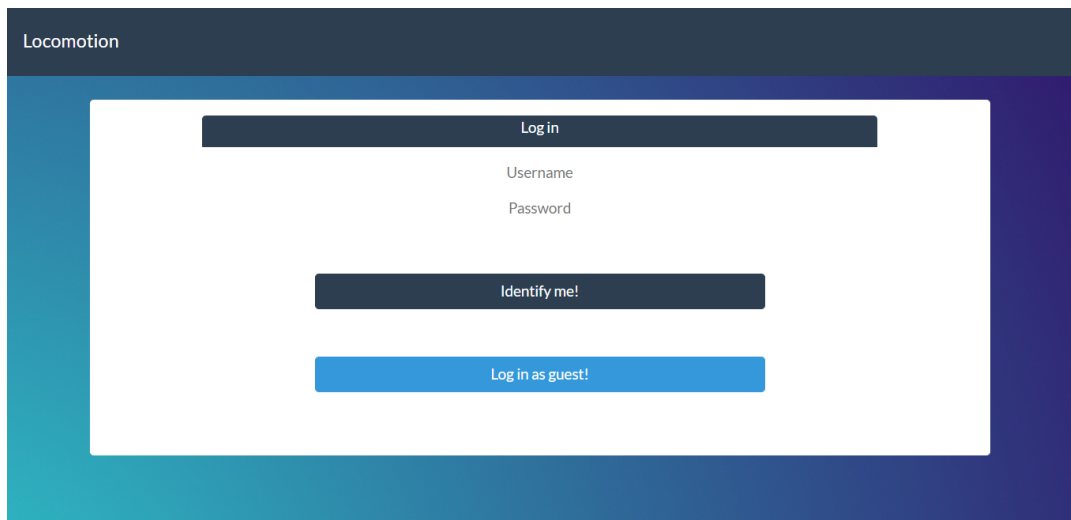 Locomotion
Log in
Username
Password
Identify me!
Log in as guest!